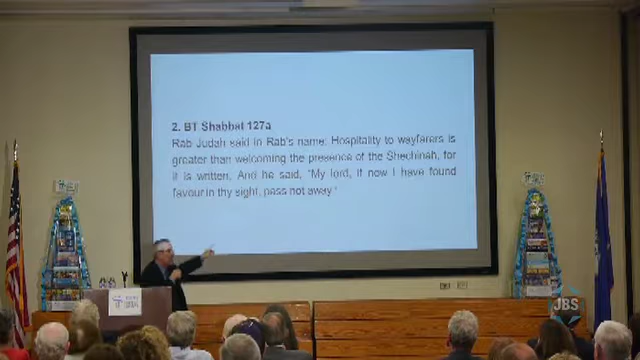 2. BT Shabbat 127a
Rab Judah said in Rab's name: Hospitality to wayfarers is
greater than welcoming the presence of the Shechinah, for
it is written, And he said, 'My lord, if now I have found
favour in thy sight, pass not away.'
JBS